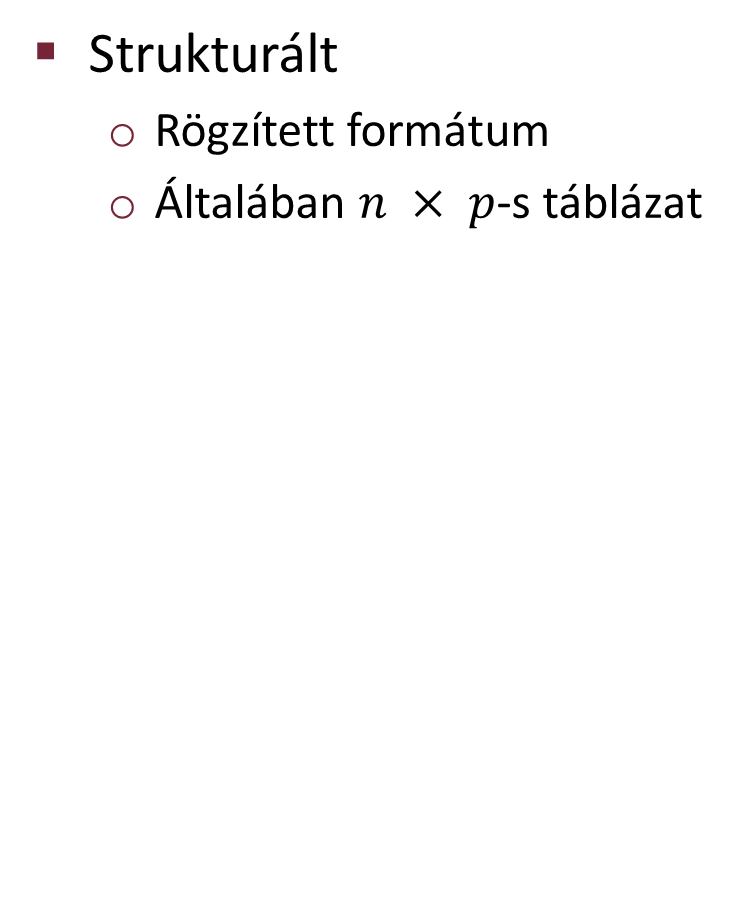 ▪ Strukturált
o Rögzített formátum
o Általában 𝑛 × 𝑝-s táblázat